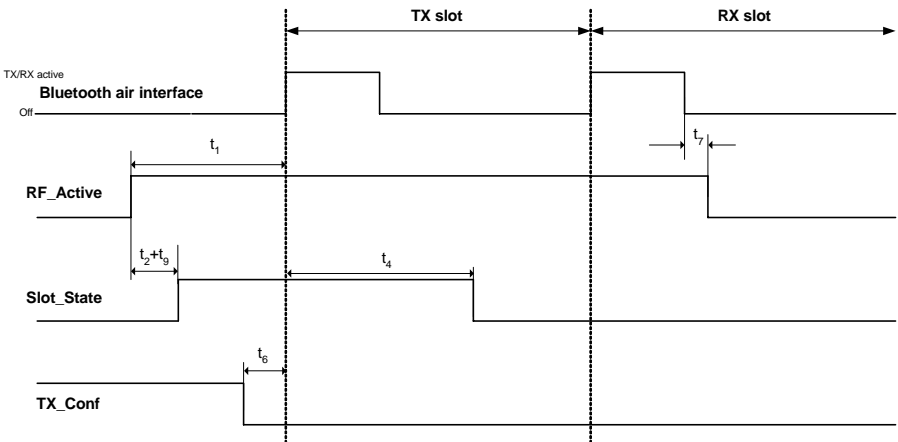 TX slot
RX slot
TX/RX active
Bluetooth air interface
Off
t₁
t₇
RF_Active
t₂+t₉
t₄
Slot_State
t₆
TX_Conf